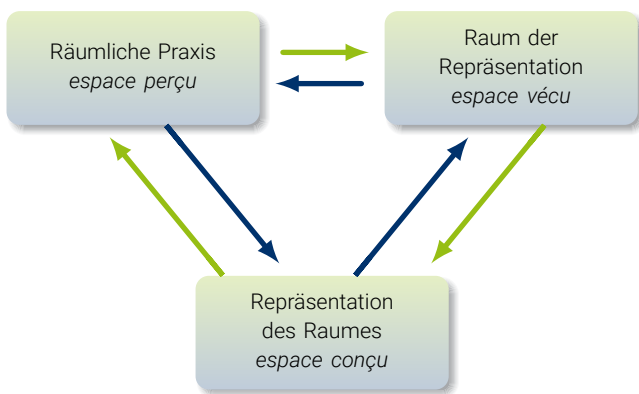 Räumliche Praxis
espace perçu
Raum der
Repräsentation
espace vécu
Repräsentation
des Raumes
espace conçu